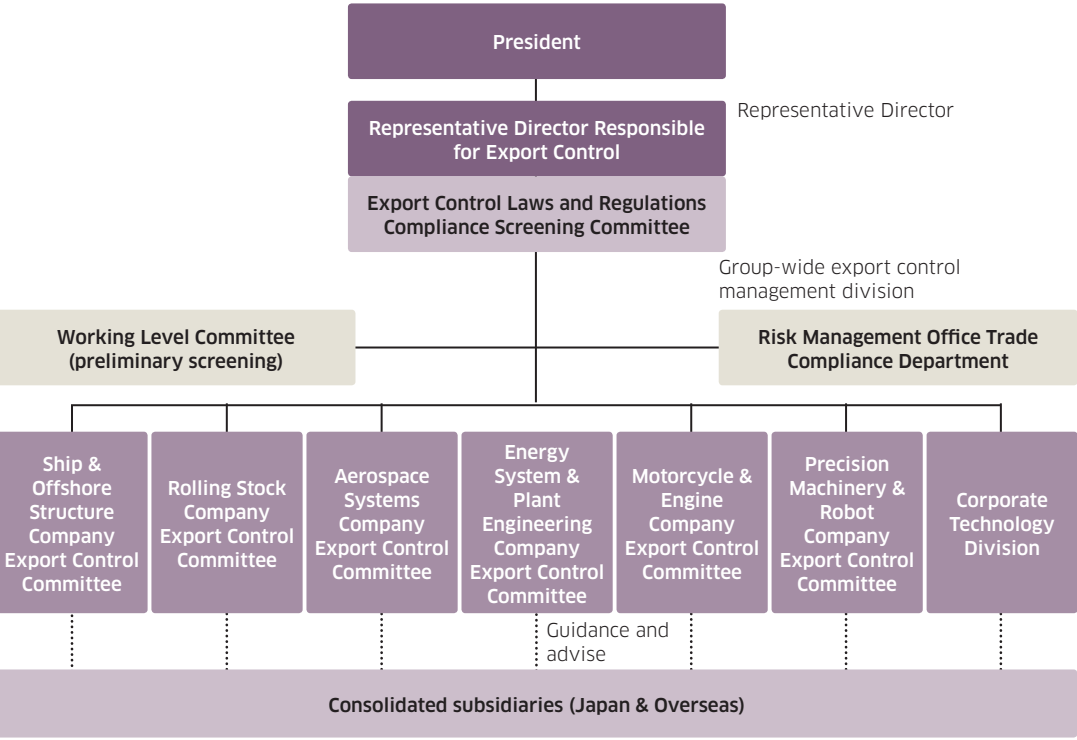 President
Representative Director Responsible
for Export Control
Representative Director
Export Control Laws and Regulations
Compliance Screening Committee
Group-wide export control
management division
Working Level Committee
(preliminary screening)
Risk Management Office Trade
Compliance Department
Ship &
Offshore
Structure
Company
Export Control
Committee
Rolling Stock
Company
Export Control
Committee
Aerospace
Systems
Company
Export Control
Committee
Energy
System &
Plant
Engineering
Company
Export Control
Committee
Motorcycle &
Engine
Company
Export Control
Committee
Precision
Machinery &
Robot
Company
Export Control
Committee
Corporate
Technology
Division
Guidance and
advise
Consolidated subsidiaries (Japan & Overseas)